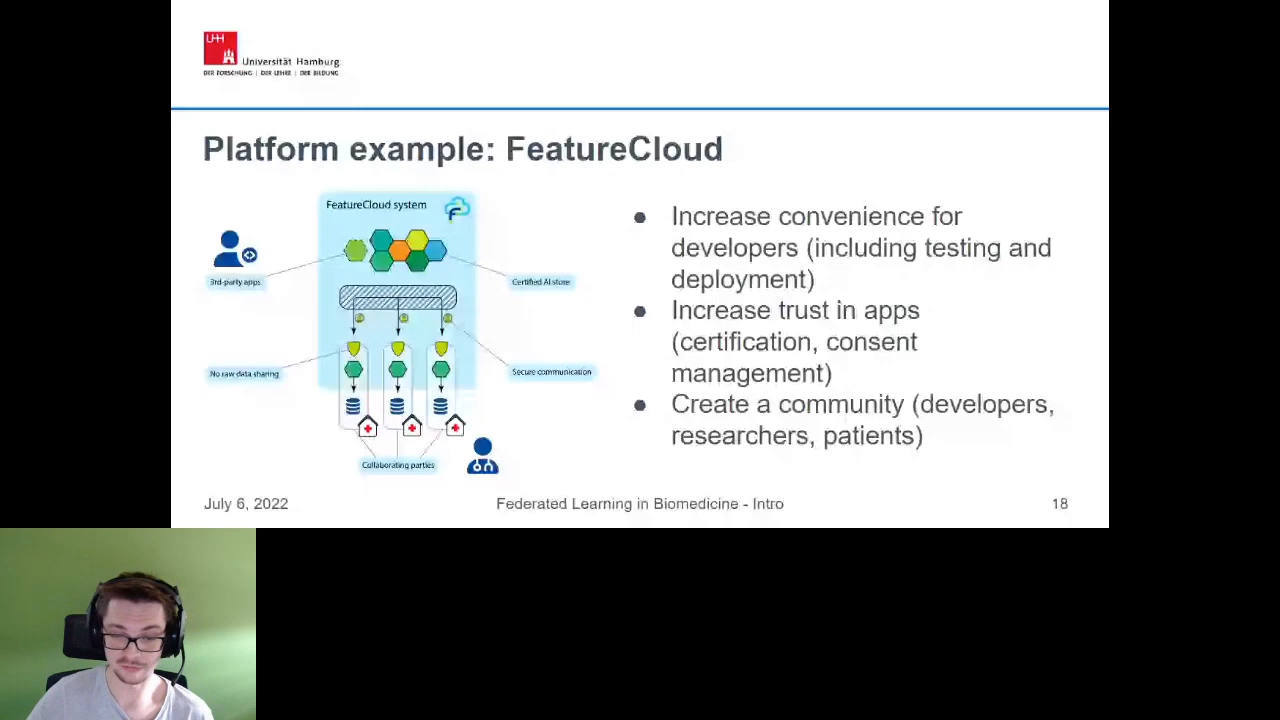 UHH
Universität Hamburg
DER FORSCHUNG | DER LEHRE | DER BILDUNG
Platform example: FeatureCloud
FeatureCloud system
3rd-party apps
Certified AI store
No raw data sharing
Secure communication
Collaborating parties
● Increase convenience for
developers (including testing and
deployment)
● Increase trust in apps
(certification, consent
management)
● Create a community (developers,
researchers, patients)
July 6, 2022
Federated Learning in Biomedicine - Intro
18